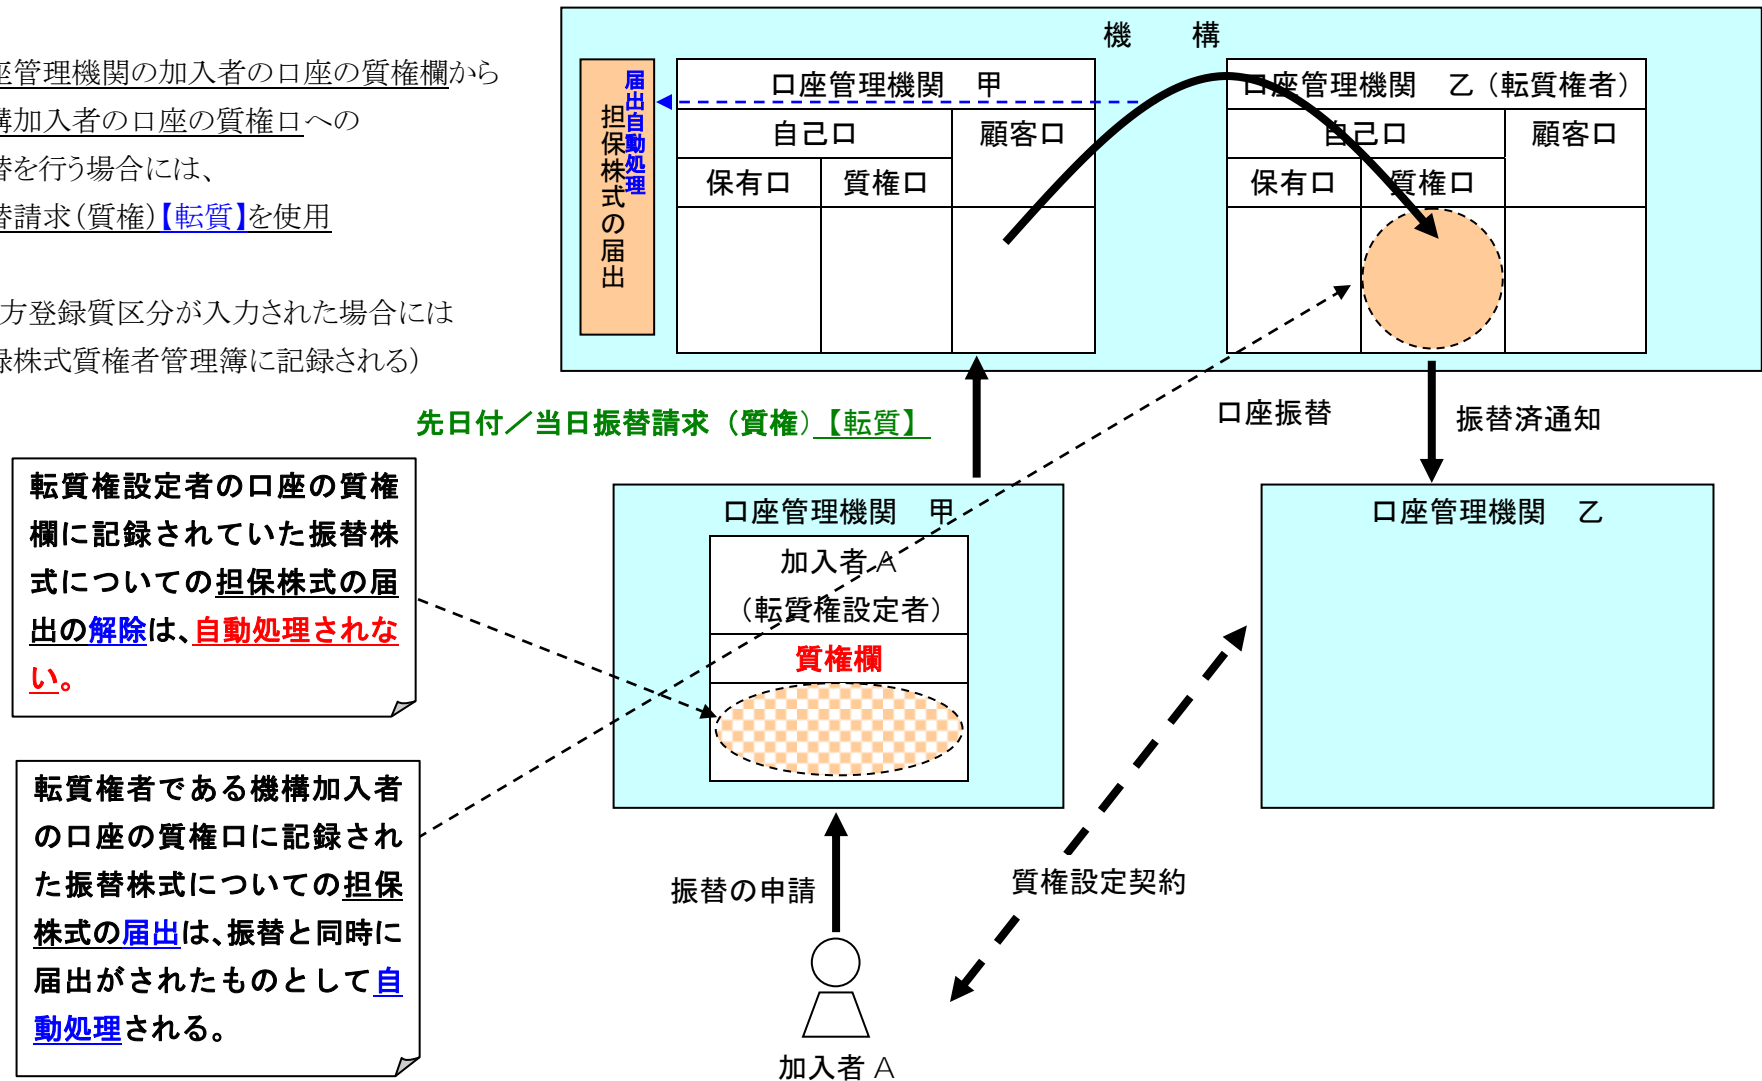 座管理機関の加入者の口座の質権欄から
構加入者の口座の質権口への
替を行う場合には、
替請求（質権）【転質】を使用
方登録質区分が入力された場合には
録株式質権者管理簿に記録される）
機　構
担保株式の届出
届出自動処理
口座管理機関　甲
自己口
顧客口
保有口
質権口
口座管理機関　乙（転質権者）
自己口
顧客口
保有口
質権口
先日付／当日振替請求（質権）【転質】
口座振替
振替済通知
転質権設定者の口座の質権
欄に記録されていた振替株
式についての担保株式の届
出の解除は、自動処理されな
い。
口座管理機関　甲
加入者 A
（転質権設定者）
質権欄
口座管理機関　乙
転質権者である機構加入者
の口座の質権口に記録され
た振替株式についての担保
株式の届出は、振替と同時に
届出がされたものとして自
動処理される。
振替の申請
質権設定契約
加入者 A